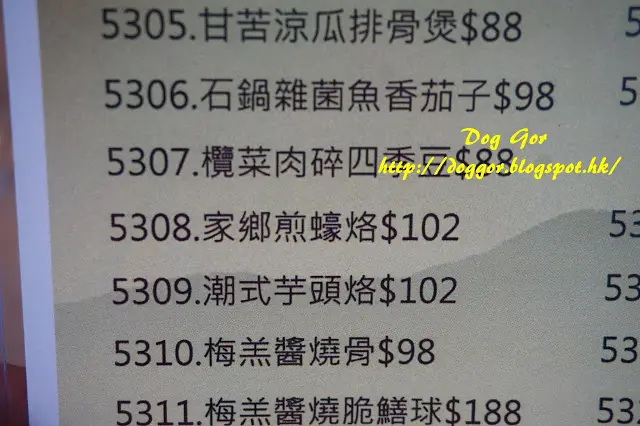 5305.甘苦涼瓜排骨煲$88
5306.石鍋雜菌魚香茄子$98
Dog Gor
5307.欖菜肉碎四季豆$88
http://doggor.blogspot.hk/
5308.家鄉煎蠔烙$102
5309.潮式芋頭烙$102
5310.梅羔醬燒骨$98
5311.梅羔醬燒脆鱔球$188